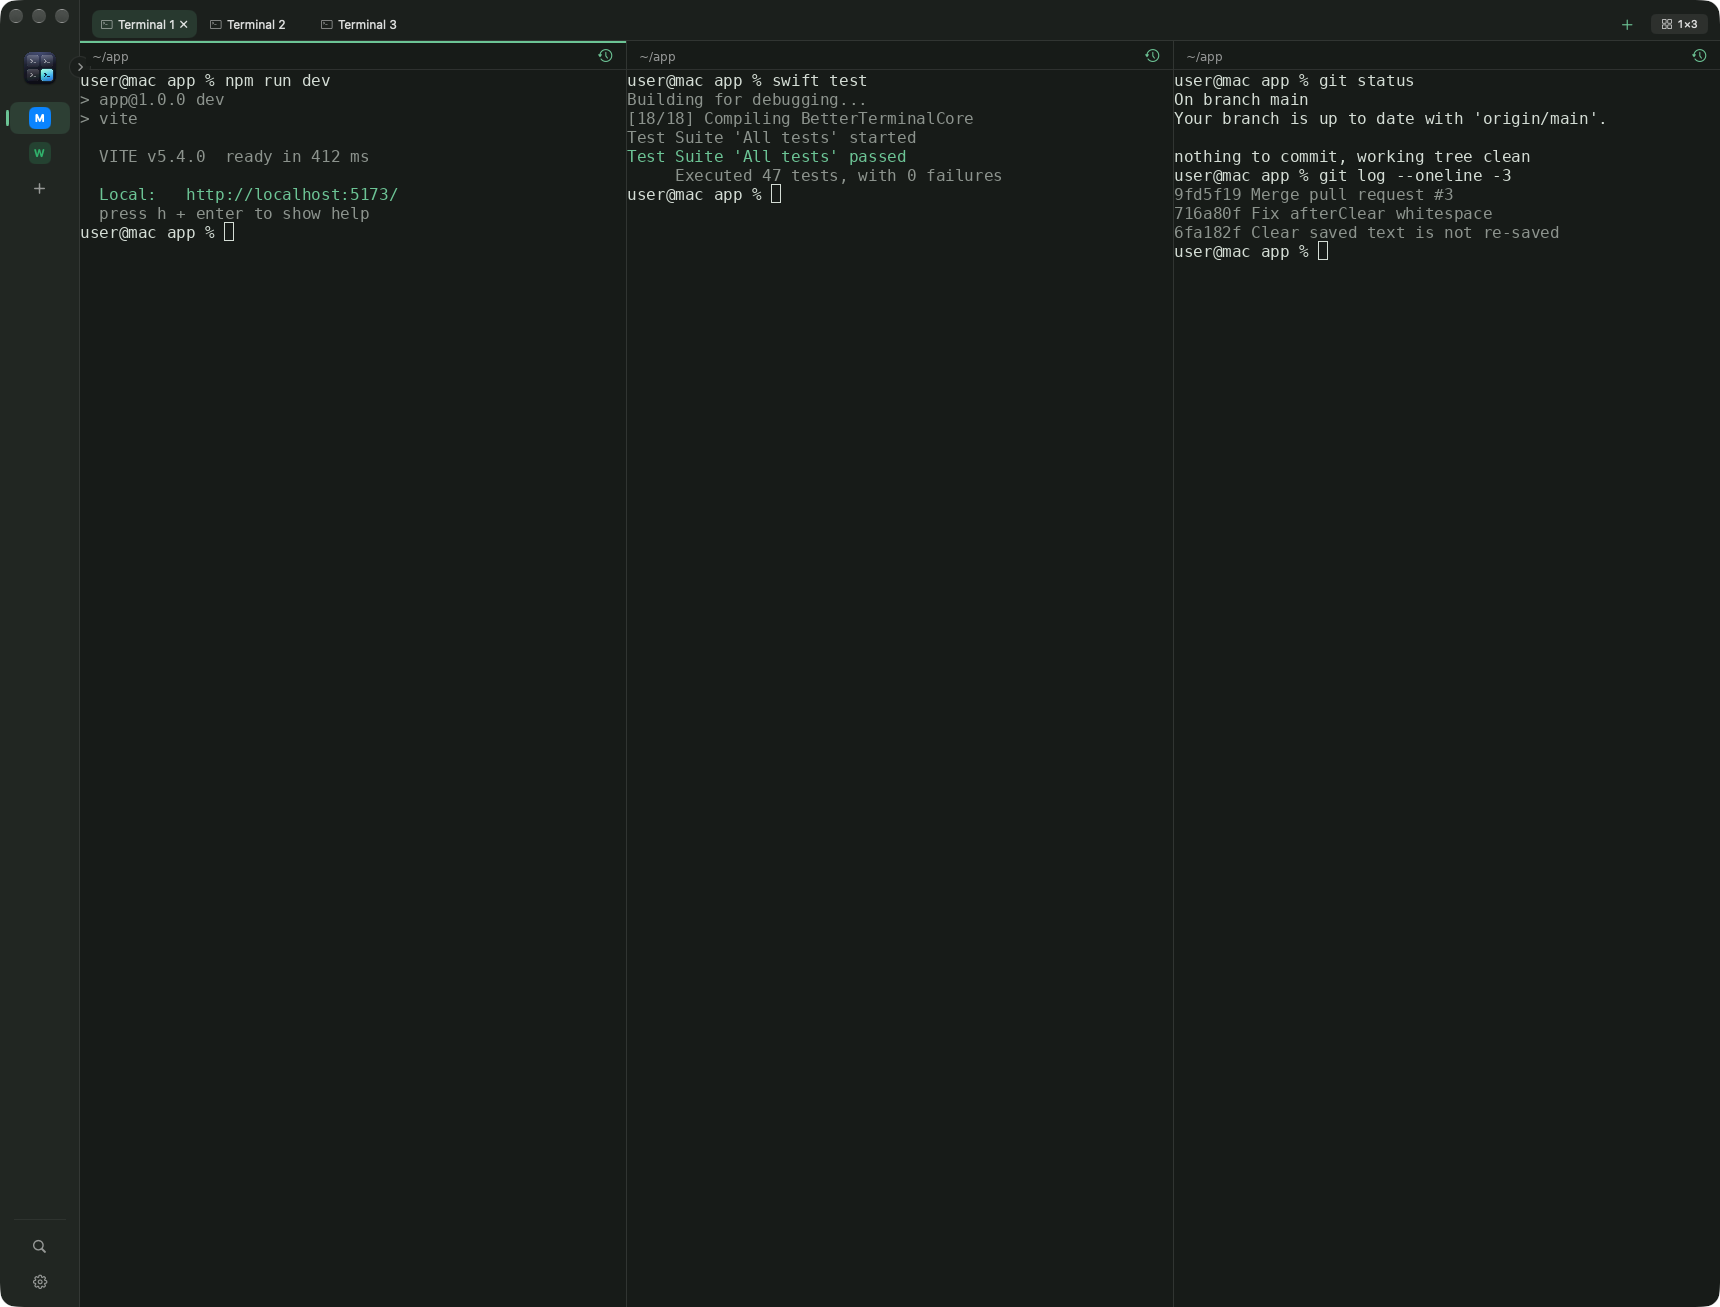 Terminal 1
Terminal 2
Terminal 3
1×3
M
W
~/app
user@mac app % npm run dev
> app@1.0.0 dev
> vite
VITE v5.4.0  ready in 412 ms
Local:   http://localhost:5173/
press h + enter to show help
user@mac app %
~/app
user@mac app % swift test
Building for debugging...
[18/18] Compiling BetterTerminalCore
Test Suite 'All tests' started
Test Suite 'All tests' passed
Executed 47 tests, with 0 failures
user@mac app %
~/app
user@mac app % git status
On branch main
Your branch is up to date with 'origin/main'.
nothing to commit, working tree clean
user@mac app % git log --oneline -3
9fd5f19 Merge pull request #3
716a80f Fix afterClear whitespace
6fa182f Clear saved text is not re-saved
user@mac app %